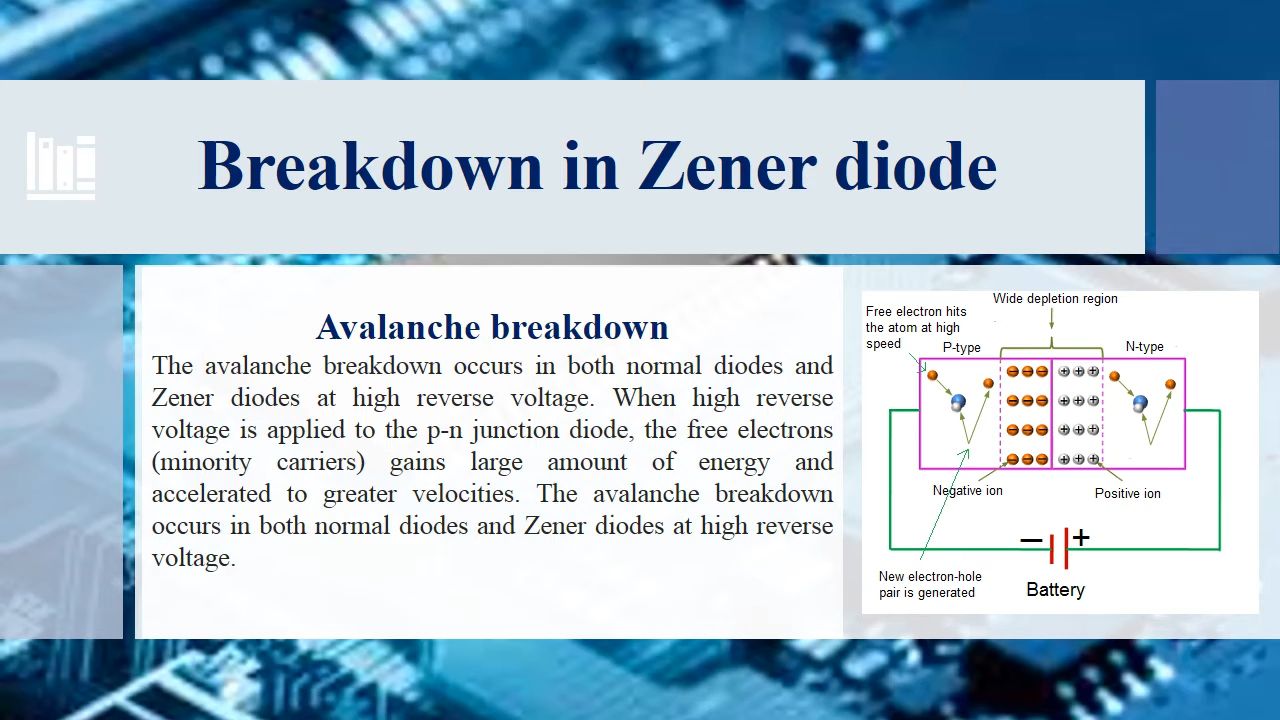 Breakdown in Zener diode
Avalanche breakdown
The avalanche breakdown occurs in both normal diodes and
Zener diodes at high reverse voltage. When high reverse
voltage is applied to the p-n junction diode, the free electrons
(minority carriers) gains large amount of energy and
accelerated to greater velocities. The avalanche breakdown
occurs in both normal diodes and Zener diodes at high reverse
voltage.
Wide depletion region
Free electron hits
the atom at high
speed
P-type
N-type
Negative ion
Positive ion
− +
New electron-hole
pair is generated
Battery